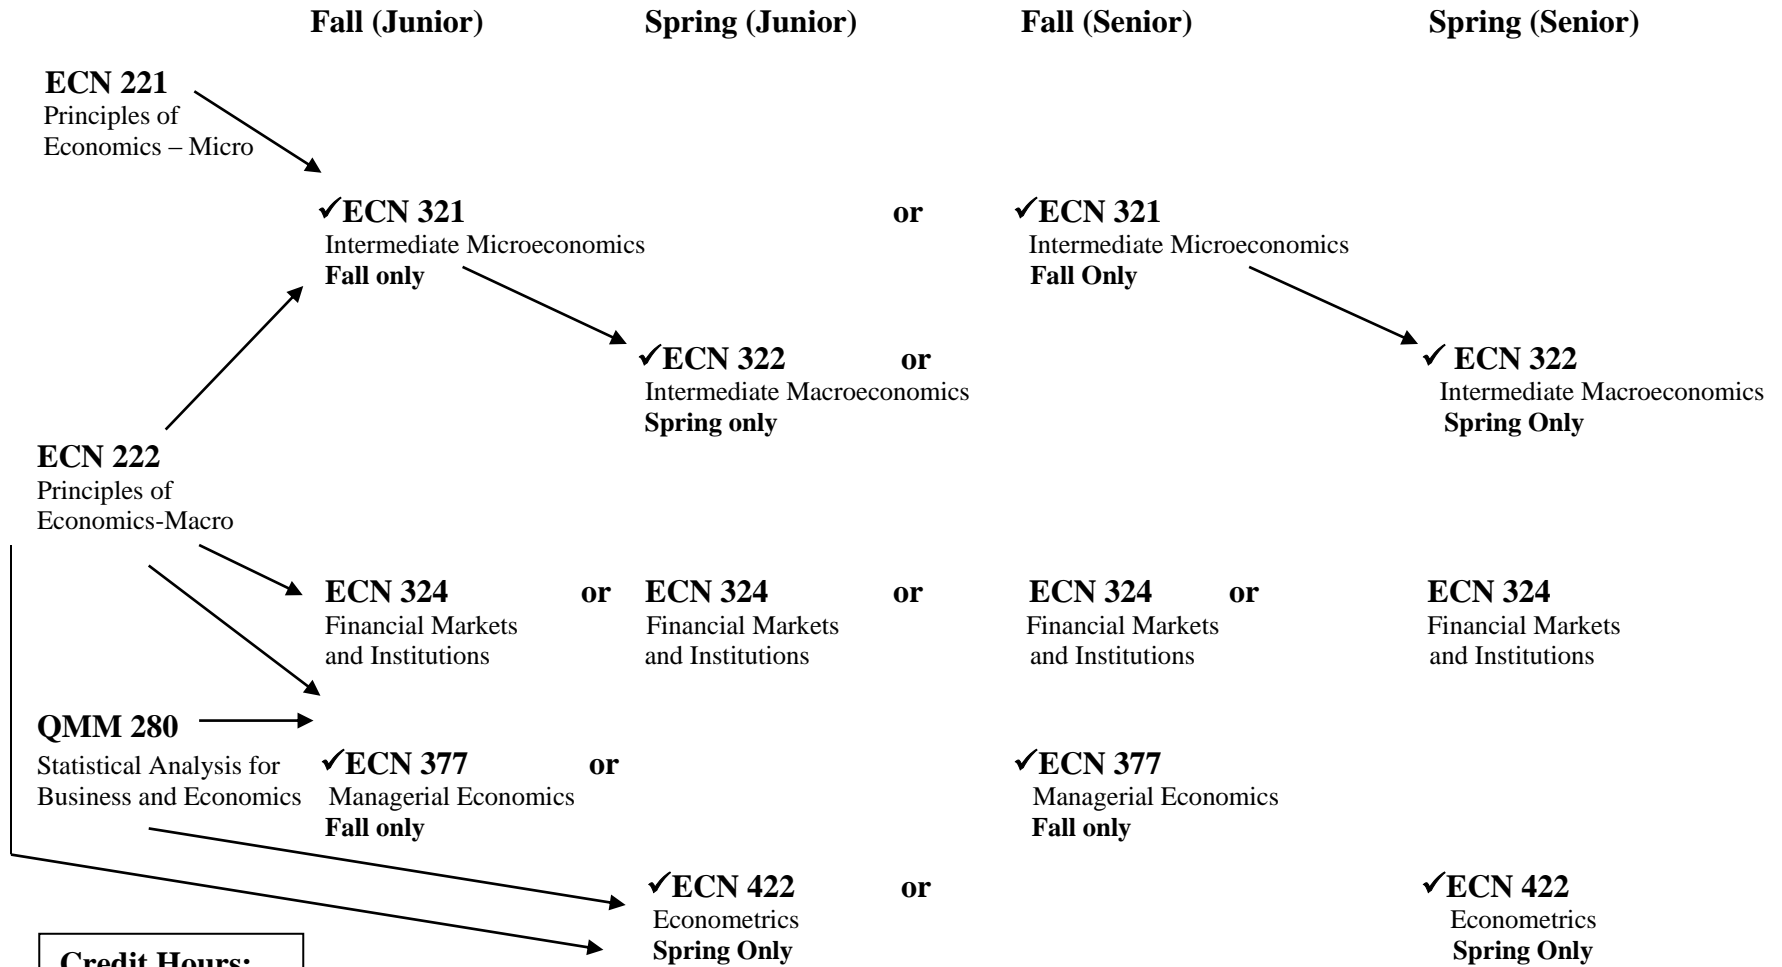 Fall (Junior) Spring (Junior) Fall (Senior) Spring (Senior)
ECN 221
Principles of
Economics – Micro
✓ECN 321 or ✓ECN 321
Intermediate Microeconomics Intermediate Microeconomics
Fall only Fall Only
✓ECN 322 or ✓ ECN 322
Intermediate Macroeconomics Intermediate Macroeconomics
Spring only Spring Only
ECN 222
Principles of
Economics-Macro
ECN 324 or ECN 324 or ECN 324 or ECN 324
Financial Markets Financial Markets Financial Markets Financial Markets
and Institutions and Institutions and Institutions and Institutions
QMM 280
Statistical Analysis for ✓ECN 377 or ✓ECN 377
Business and Economics Managerial Economics Managerial Economics
Fall only Fall only
✓ECN 422 or ✓ECN 422
Econometrics Econometrics
Spring Only Spring Only
Credit Hours: